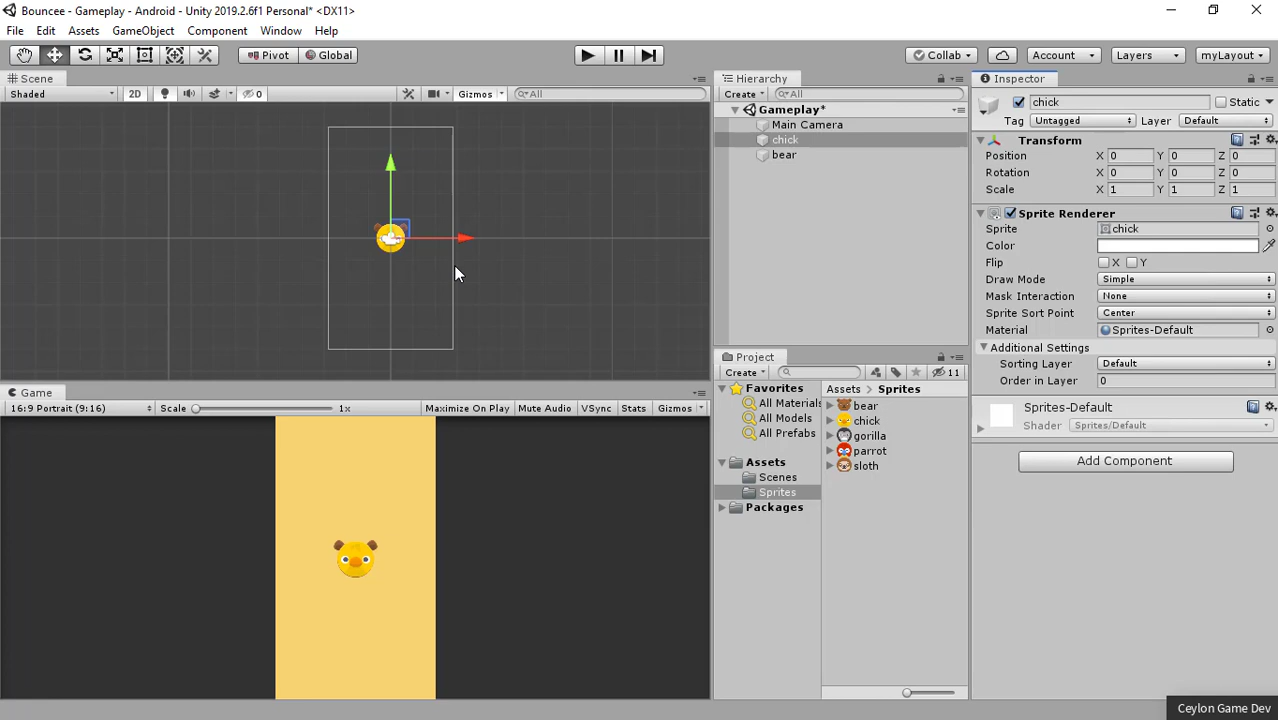 Bouncee - Gameplay - Android - Unity 2019.2.6f1 Personal* <DX11>
File Edit Assets GameObject Component Window Help
Pivot Global Collab Account Layers myLayout
Scene
Shaded 2D 0 Gizmos All
Game
16:9 Portrait (9:16) Scale 1x Maximize On Play Mute Audio VSync Stats Gizmos
Hierarchy
Create All
Gameplay*
Main Camera
chick
bear
Project
Create 11
Favorites
All Materials
All Models
All Prefabs
Assets
Scenes
Sprites
Packages
Assets Sprites
bear
chick
gorilla
parrot
sloth
Inspector
chick Static
Tag Untagged Layer Default
Transform
Position X 0 Y 0 Z 0
Rotation X 0 Y 0 Z 0
Scale X 1 Y 1 Z 1
Sprite Renderer
Sprite chick
Color
Flip X Y
Draw Mode Simple
Mask Interaction None
Sprite Sort Point Center
Material Sprites-Default
Additional Settings
Sorting Layer Default
Order in Layer 0
Sprites-Default
Shader Sprites/Default
Add Component
Ceylon Game Dev